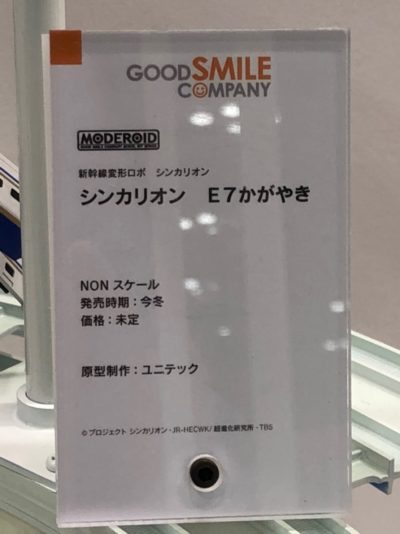 GOOD SMILE
COMPANY
MODEROID
新幹線変形ロボ シンカリオン
シンカリオン E7かがやき
NON スケール
発売時期：今冬
価格：未定
原型制作：ユニテック
© プロジェクト シンカリオン・JR-HECWK/ 超進化研究所・TBS